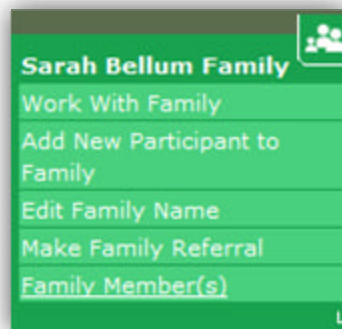 Sarah Bellum Family
Work With Family
Add New Participant to
Family
Edit Family Name
Make Family Referral
Family Member(s)